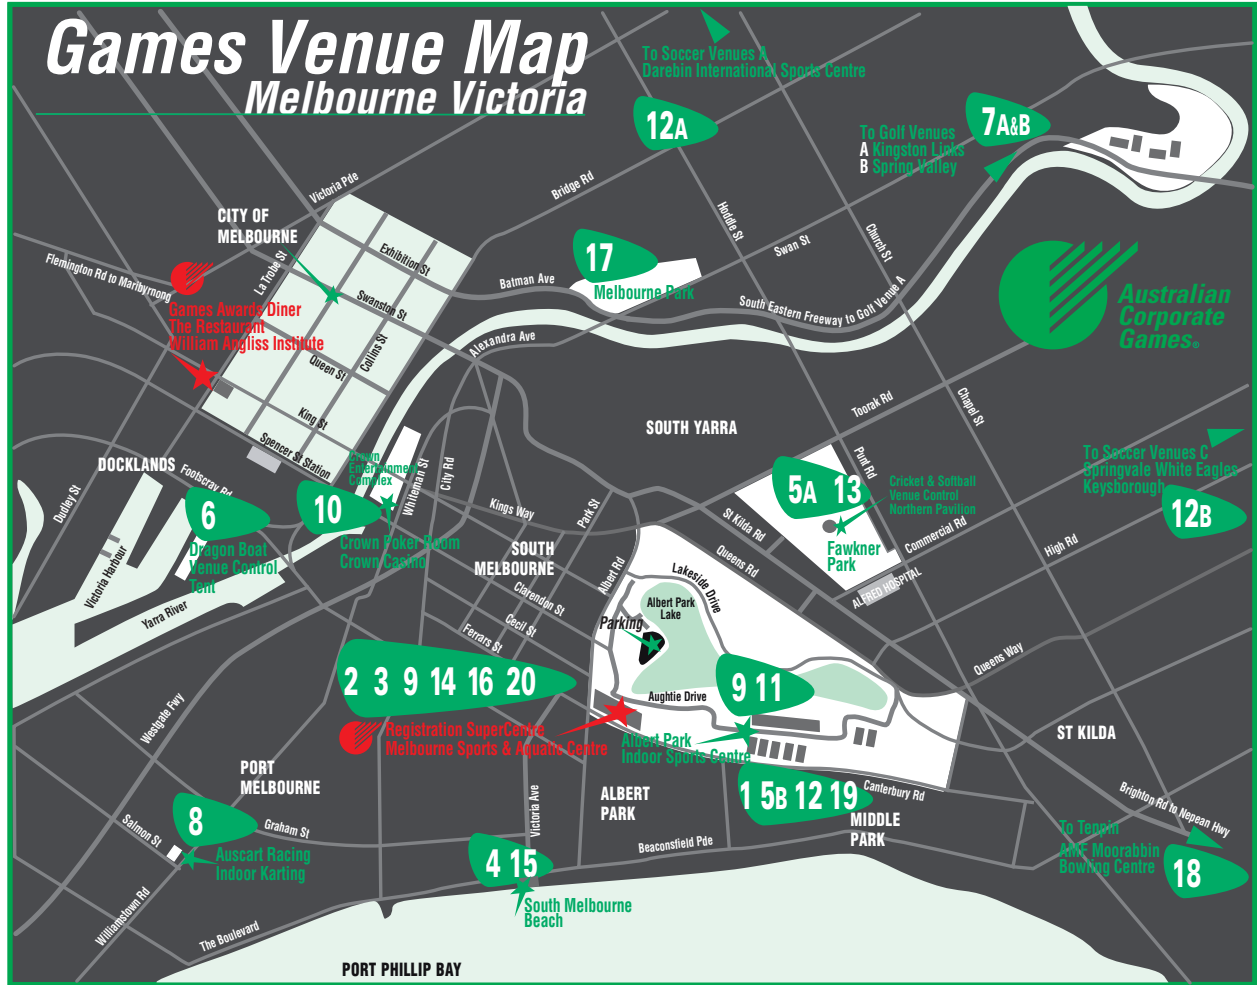 Games Venue Map
Melbourne Victoria
To Soccer Venues A
Darebin International Sports Centre
12A
7A&B
To Golf Venues
A Kingston Links
B Spring Valley
Victoria Pde
Bridge Rd
CITY OF
MELBOURNE
Hoddle St
Church St
Swan St
Exhibition St
La Trobe St
Flemington Rd to Maribyrnong
17
Melbourne Park
Batman Ave
South Eastern Freeway to Golf Venue A
Swanston St
Australian
Corporate
Games®
Games Awards Diner
The Restaurant
William Angliss Institute
Alexandra Ave
Collins St
Queen St
King St
Spencer St Station
SOUTH YARRA
Toorak Rd
Chapel St
DOCKLANDS
Footscray Rd
Dudley St
Crown
Entertainment
Complex
Whiteman St
City Rd
Punt Rd
To Soccer Venues C
Springvale White Eagles
Keysborough
12B
5A 13
Cricket & Softball
Venue Control
Northern Pavilion
6
Dragon Boat
Venue Control
Tent
10
Crown Poker Room
Crown Casino
Kings Way
Park St
St Kilda Rd
Queens Rd
Fawkner
Park
Commercial Rd
High Rd
ALFRED HOSPITAL
SOUTH
MELBOURNE
Victoria Harbour
Yarra River
Clarendon St
Cecil St
Ferrars St
Albert Rd
Lakeside Drive
Albert Park
Lake
Parking
Queens Way
2 3 9 14 16 20
9 11
Aughtie Drive
Westgate Fwy
Registration SuperCentre
Melbourne Sports & Aquatic Centre
Albert Park
Indoor Sports Centre
ST KILDA
PORT
MELBOURNE
ALBERT
PARK
1 5B 12 19
Canterbury Rd
MIDDLE
PARK
Victoria Ave
Brighton Rd to Nepean Hwy
8
Salmon St
Graham St
Auscart Racing
Indoor Karting
4 15
Beaconsfield Pde
To Tenpin
AMF Moorabbin
Bowling Centre
18
South Melbourne
Beach
Williamstown Rd
The Boulevard
PORT PHILLIP BAY